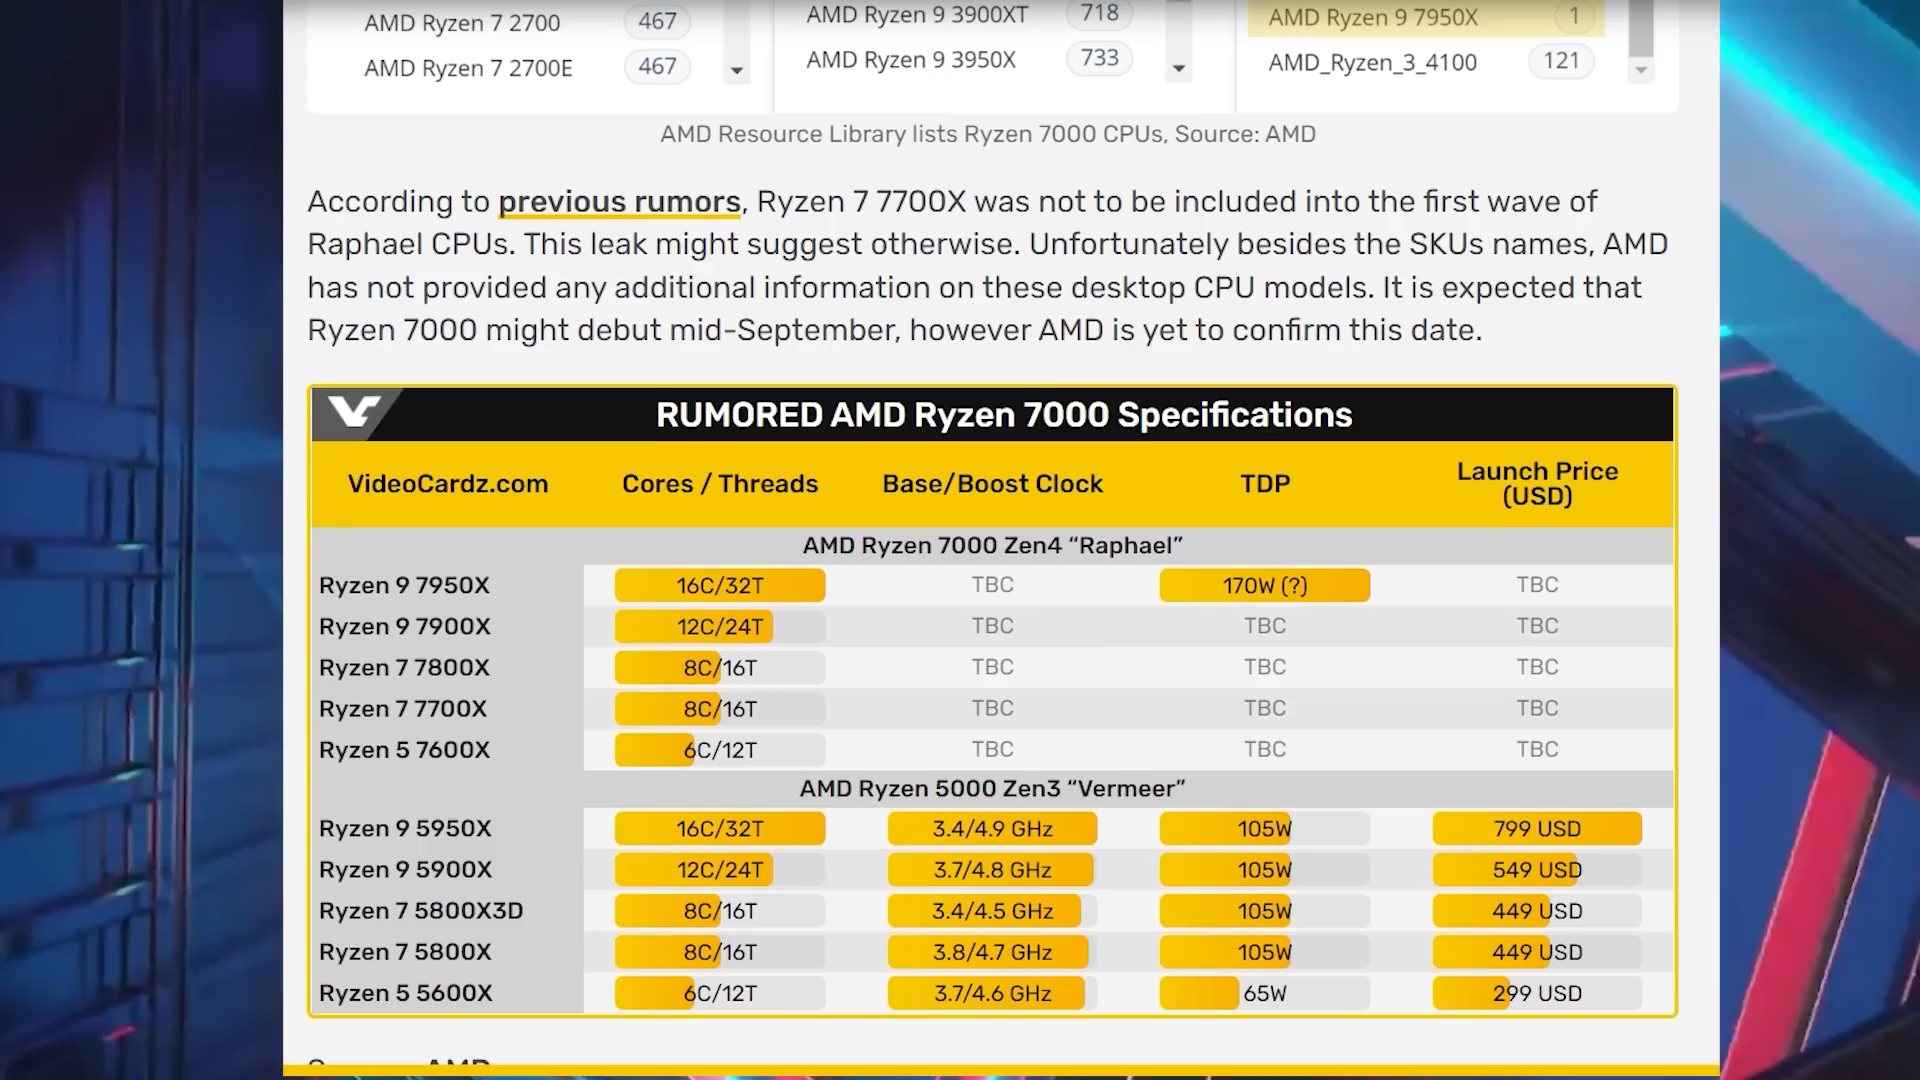 AMD Ryzen 7 2700 467
AMD Ryzen 7 2700E 467
AMD Ryzen 9 3900XT 718
AMD Ryzen 9 3950X 733
AMD Ryzen 9 7950X 1
AMD_Ryzen_3_4100 121
AMD Resource Library lists Ryzen 7000 CPUs, Source: AMD
According to previous rumors, Ryzen 7 7700X was not to be included into the first wave of
Raphael CPUs. This leak might suggest otherwise. Unfortunately besides the SKUs names, AMD
has not provided any additional information on these desktop CPU models. It is expected that
Ryzen 7000 might debut mid-September, however AMD is yet to confirm this date.
RUMORED AMD Ryzen 7000 Specifications
VideoCardz.com Cores / Threads Base/Boost Clock TDP Launch Price
(USD)
AMD Ryzen 7000 Zen4 “Raphael”
Ryzen 9 7950X 16C/32T TBC 170W (?) TBC
Ryzen 9 7900X 12C/24T TBC TBC TBC
Ryzen 7 7800X 8C/16T TBC TBC TBC
Ryzen 7 7700X 8C/16T TBC TBC TBC
Ryzen 5 7600X 6C/12T TBC TBC TBC
AMD Ryzen 5000 Zen3 “Vermeer”
Ryzen 9 5950X 16C/32T 3.4/4.9 GHz 105W 799 USD
Ryzen 9 5900X 12C/24T 3.7/4.8 GHz 105W 549 USD
Ryzen 7 5800X3D 8C/16T 3.4/4.5 GHz 105W 449 USD
Ryzen 7 5800X 8C/16T 3.8/4.7 GHz 105W 449 USD
Ryzen 5 5600X 6C/12T 3.7/4.6 GHz 65W 299 USD
AMD